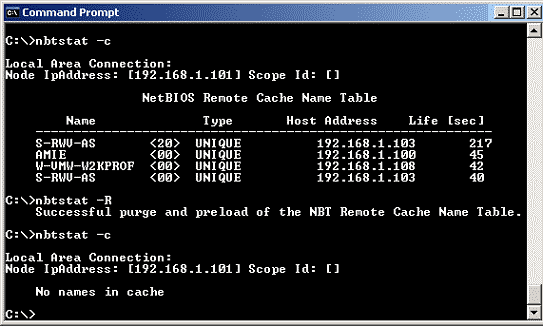 Command Prompt
C:\>nbtstat -c
Local Area Connection:
Node IpAddress: [192.168.1.101] Scope Id: []
NetBIOS Remote Cache Name Table
Name Type Host Address Life [sec]
------------------------------------------------------------
S-RWV-AS <20> UNIQUE 192.168.1.103 217
AMIE <00> UNIQUE 192.168.1.100 45
W-UMW-W2KPROF <00> UNIQUE 192.168.1.108 42
S-RWV-AS <00> UNIQUE 192.168.1.103 40
C:\>nbtstat -R
Successful purge and preload of the NBT Remote Cache Name Table.
C:\>nbtstat -c
Local Area Connection:
Node IpAddress: [192.168.1.101] Scope Id: []
No names in cache
C:\>